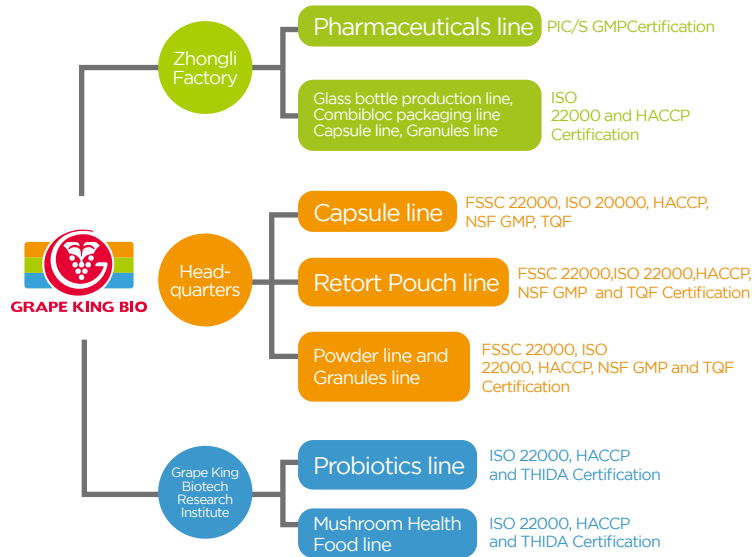 GRAPE KING BIO
Zhongli
Factory
Pharmaceuticals line
PIC/S GMPCertification
Glass bottle production line,
Combibloc packaging line
Capsule line, Granules line
ISO
22000 and HACCP
Certification
Head-
quarters
Capsule line
FSSC 22000, ISO 20000, HACCP,
NSF GMP, TQF
Retort Pouch line
FSSC 22000,ISO 22000,HACCP,
NSF GMP and TQF Certification
Powder line and
Granules line
FSSC 22000, ISO
22000, HACCP, NSF GMP and TQF
Certification
Grape King
Biotech
Research
Institute
Probiotics line
ISO 22000, HACCP
and THIDA Certification
Mushroom Health
Food line
ISO 22000, HACCP
and THIDA Certification